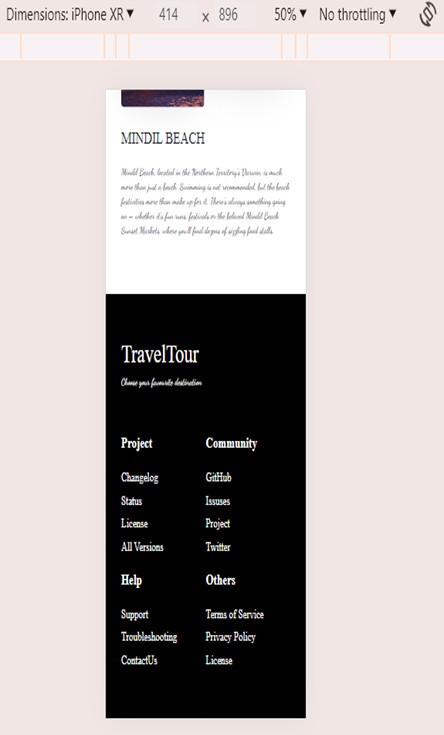 Dimensions: iPhone XR ▼ 414 x 896 50% ▼ No throttling ▼
MINDIL BEACH
Mindil Beach, located in the Northern Territory's Darwin, is much
more than just a beach. Swimming is not recommended, but the beach
festivities more than make up for it. There's always something going
on – whether it's fun runs, festivals or the beloved Mindil Beach
Sunset Markets, where you'll find dozens of sizzling food stalls.
TravelTour
Choose your favourite destination
Project Community
Changelog GitHub
Status Issuses
License Project
All Versions Twitter
Help Others
Support Terms of Service
Troubleshooting Privacy Policy
ContactUs License